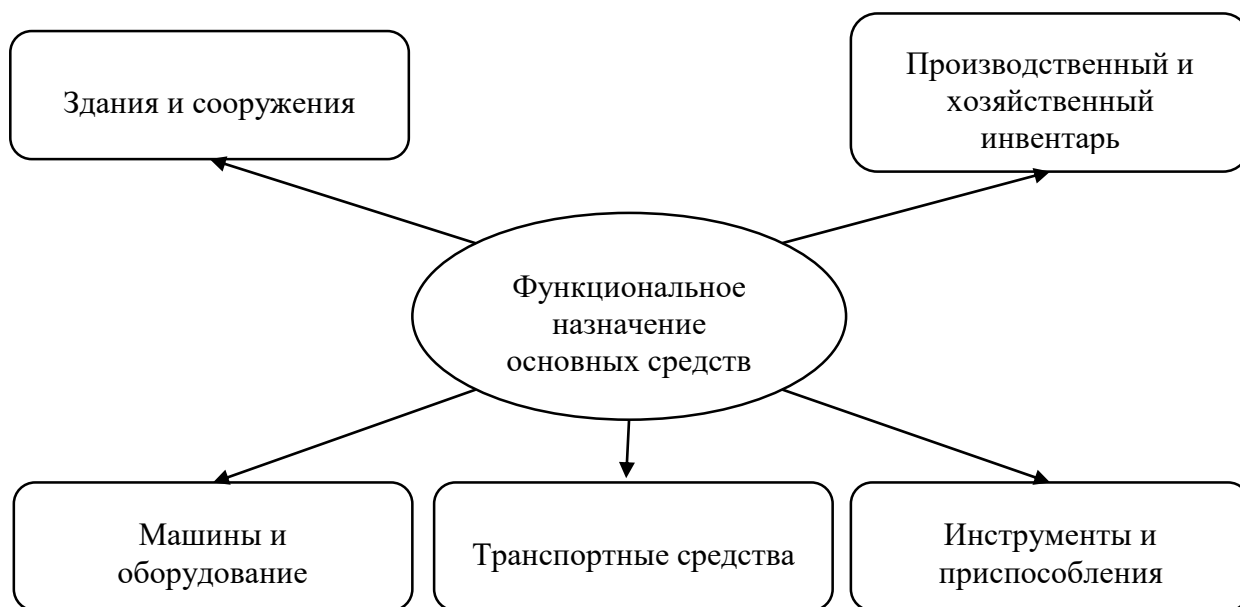 Здания и сооружения
Производственный и
хозяйственный
инвентарь
Функциональное
назначение
основных средств
Машины и
оборудование
Транспортные средства
Инструменты и
приспособления